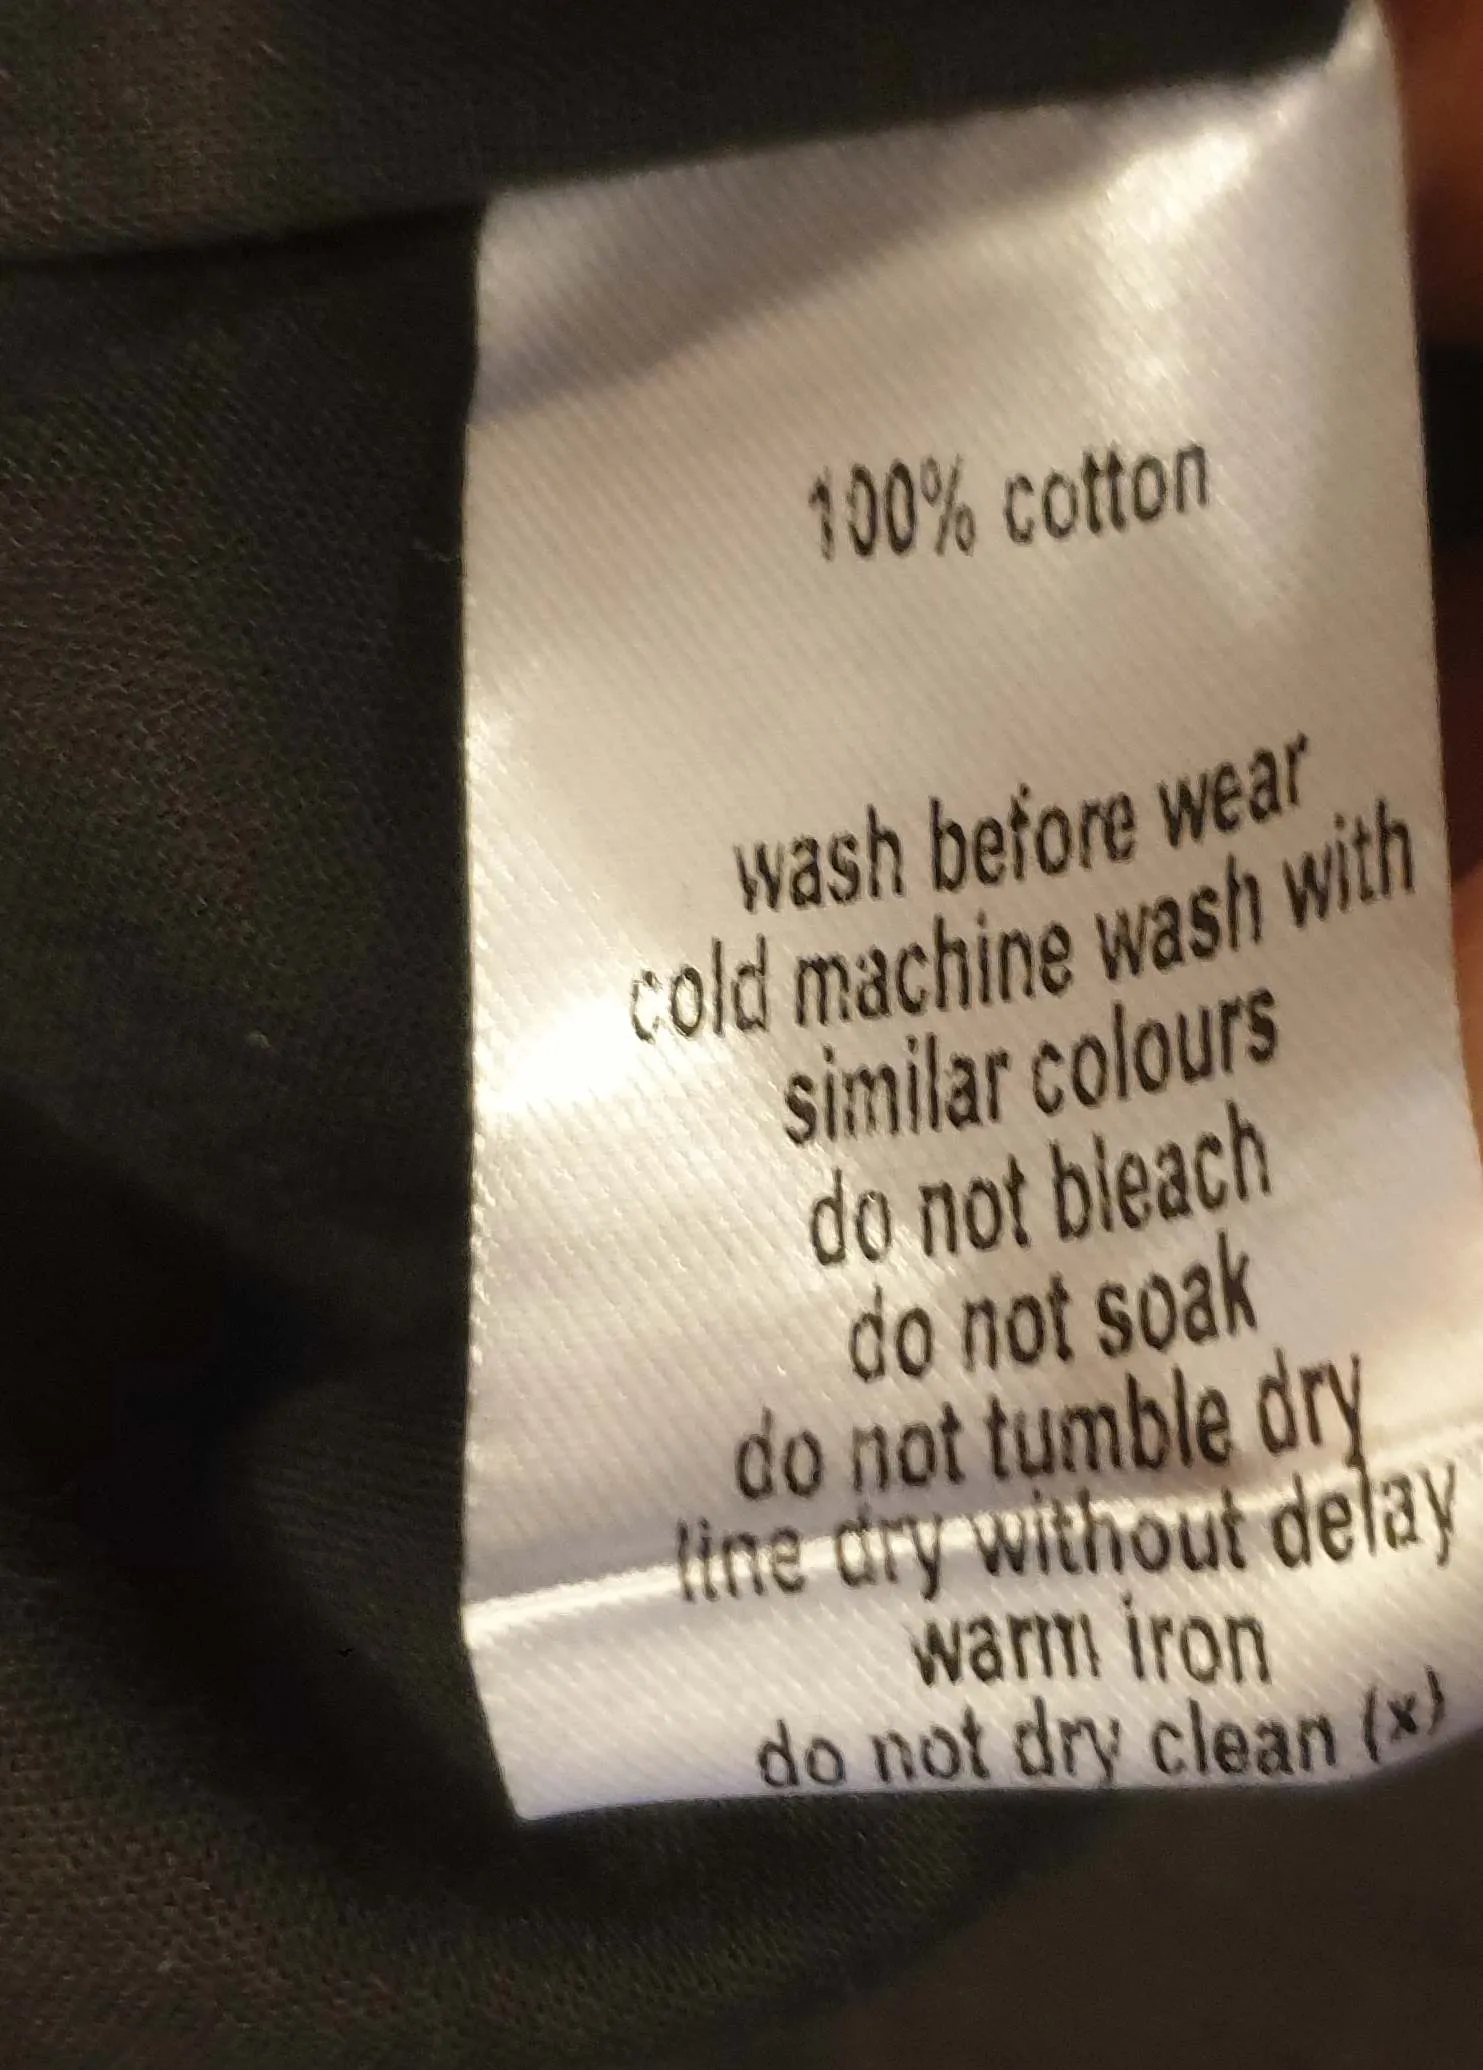 100% cotton
wash before wear
cold machine wash with
similar colours
do not bleach
do not soak
do not tumble dry
line dry without delay
warm iron
do not dry clean (x)